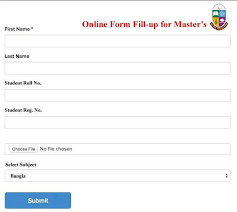 Online Form Fill-up for Master's
First Name *
Last Name
Student Roll No.
Student Reg. No.
Choose File No file chosen
Select Subject
Bangla
Submit